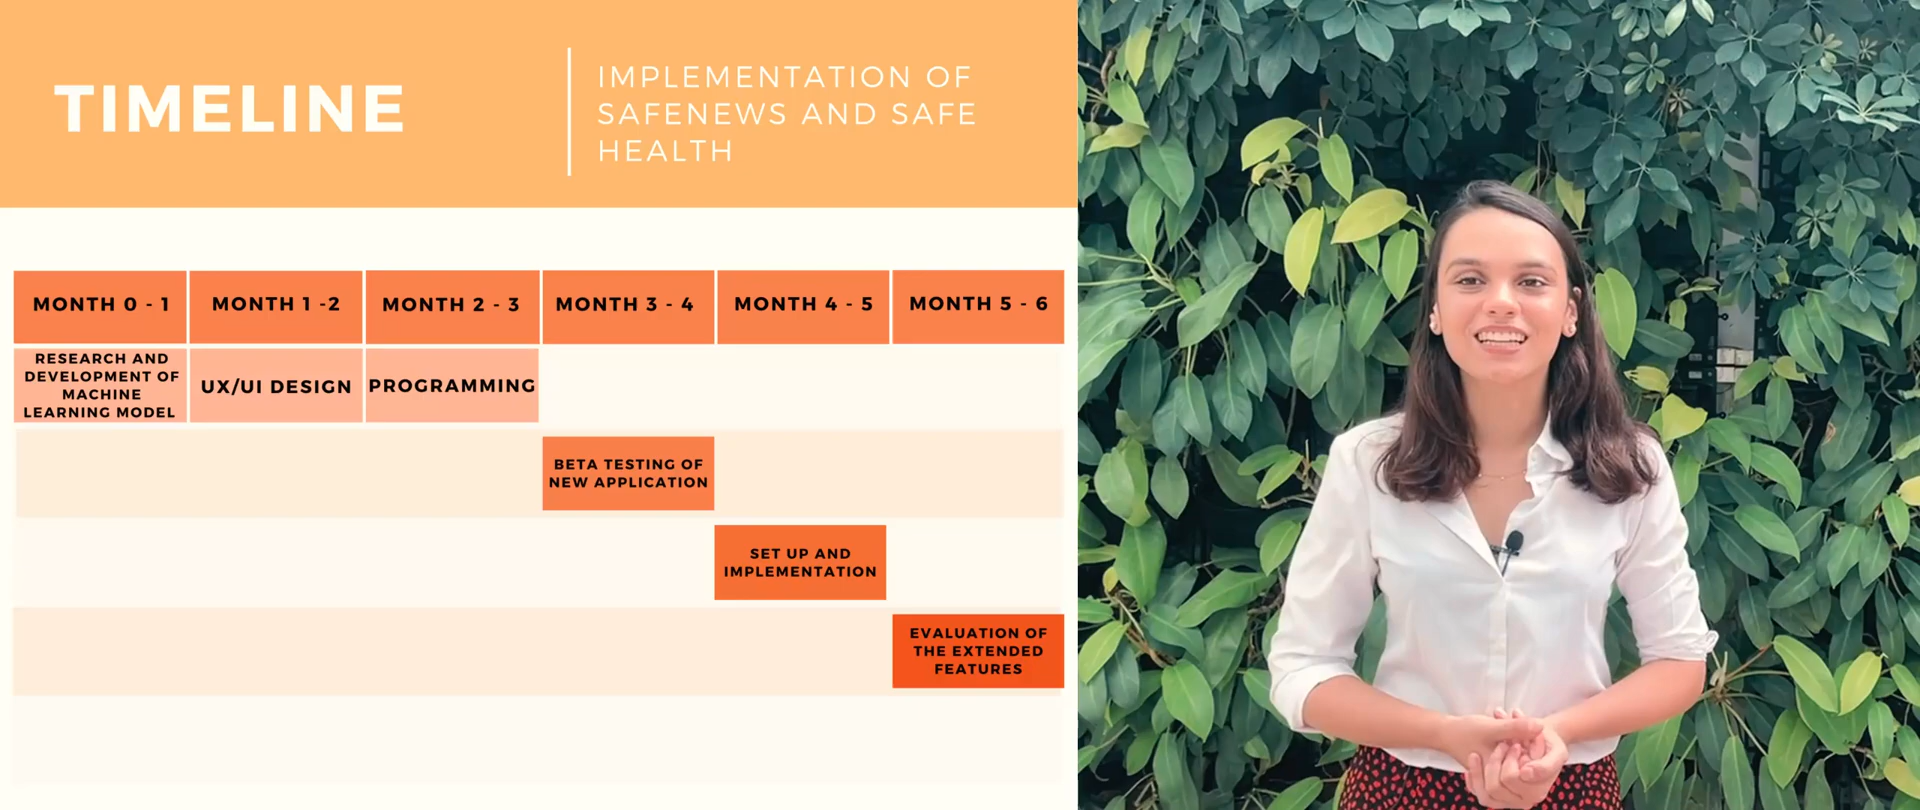 TIMELINE
IMPLEMENTATION OF
SAFENEWS AND SAFE
HEALTH
MONTH 0 - 1
MONTH 1 -2
MONTH 2 - 3
MONTH 3 - 4
MONTH 4 - 5
MONTH 5 - 6
RESEARCH AND
DEVELOPMENT OF
MACHINE
LEARNING MODEL
UX/UI DESIGN
PROGRAMMING
BETA TESTING OF
NEW APPLICATION
SET UP AND
IMPLEMENTATION
EVALUATION OF
THE EXTENDED
FEATURES